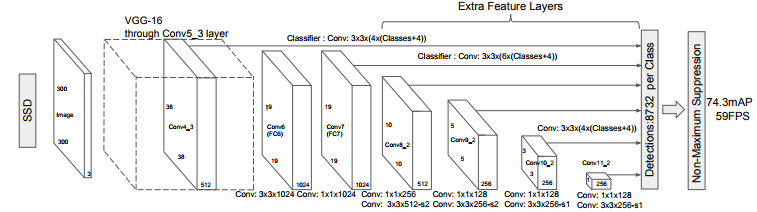 Extra Feature Layers
VGG-16
through Conv5_3 layer
Classifier : Conv: 3x3x(4x(Classes+4))
Classifier : Conv: 3x3x(6x(Classes+4))
SSD
300
Image
300
3
38
Conv4_3
38
512
19
Conv6
(FC6)
19
1024
19
Conv7
(FC7)
19
1024
10
Conv8_2
10
512
5
Conv9_2
5
256
Conv: 3x3x(4x(Classes+4))
3
Conv10_2
3
256
Conv11_2
1
256
Detections:8732 per Class
Non-Maximum Suppression
74.3mAP
59FPS
Conv: 3x3x1024
Conv: 1x1x1024
Conv: 1x1x256
Conv: 3x3x512-s2
Conv: 1x1x128
Conv: 3x3x256-s2
Conv: 1x1x128
Conv: 3x3x256-s1
Conv: 1x1x128
Conv: 3x3x256-s1